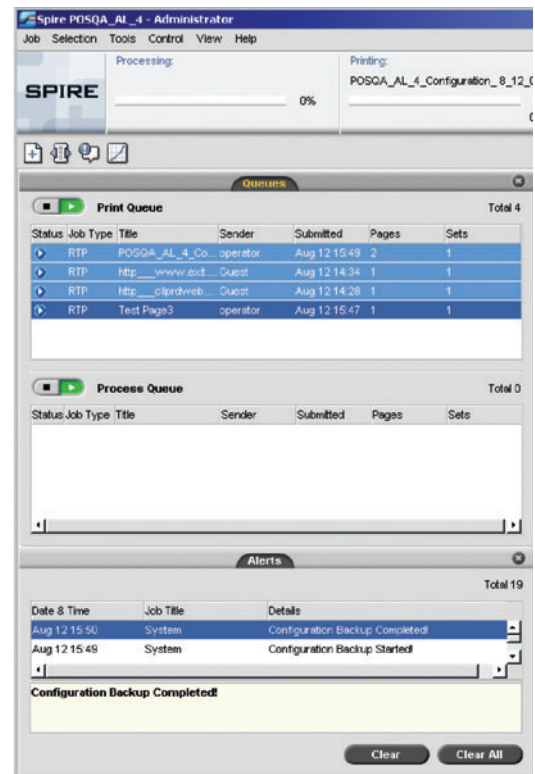 Spire POSQA_AL_4 - Administrator
Job Selection Tools Control View Help
Processing: Printing:
POSQA_AL_4_Configuration_8_12_0
SPIRE
0%
Queues
Print Queue Total 4
Status Job Type Title Sender Submitted Pages Sets
RTP POSQA_AL_4_Co... operator Aug 12 15:49 2 1
RTP http___www.ext... Guest Aug 12 14:34 1 1
RTP Guest Aug 12 14:28 1 1
RTP Test Page3 operator Aug 12 15:47 1 1
Process Queue Total 0
Status Job Type Title Sender Submitted Pages Sets
Alerts
Total 19
Date & Time Job Title Details
Aug 12 15:50 System Configuration Backup Completed!
Aug 12 15:49 System Configuration Backup Started!
Configuration Backup Completed!
Clear Clear All